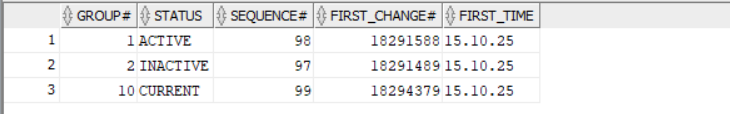 GROUP# STATUS SEQUENCE# FIRST_CHANGE# FIRST_TIME
1 1 ACTIVE 98 18291588 15.10.25
2 2 INACTIVE 97 18291489 15.10.25
3 10 CURRENT 99 18294379 15.10.25